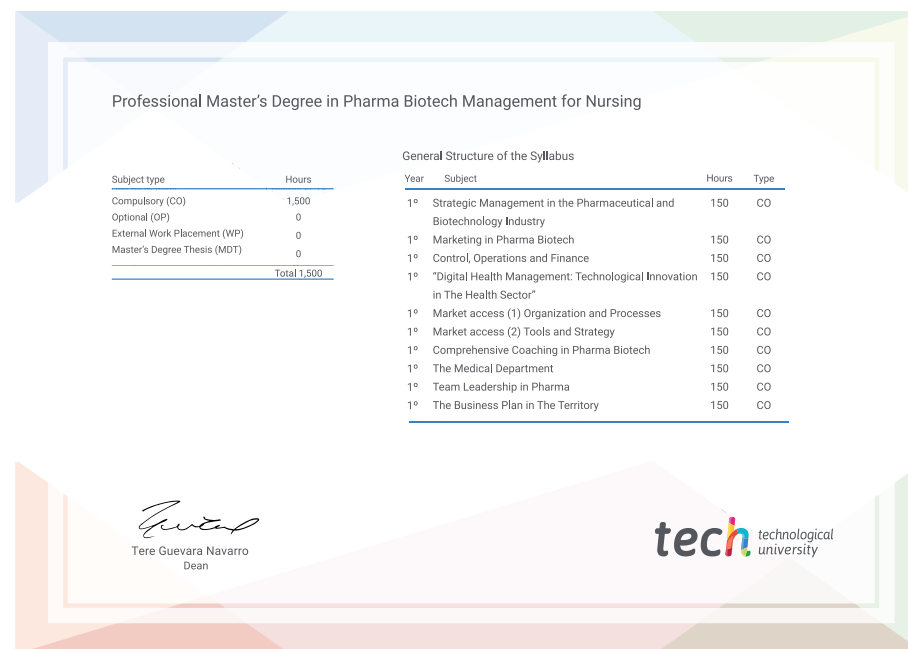 Professional Master's Degree in Pharma Biotech Management for Nursing
Subject type Hours
Compulsory (CO) 1,500
Optional (OP) 0
External Work Placement (WP) 0
Master's Degree Thesis (MDT) 0
Total 1,500
General Structure of the Syllabus
Year Subject Hours Type
1º Strategic Management in the Pharmaceutical and 150 CO
Biotechnology Industry
1º Marketing in Pharma Biotech 150 CO
1º Control, Operations and Finance 150 CO
1º "Digital Health Management: Technological Innovation 150 CO
in The Health Sector"
1º Market access (1) Organization and Processes 150 CO
1º Market access (2) Tools and Strategy 150 CO
1º Comprehensive Coaching in Pharma Biotech 150 CO
1º The Medical Department 150 CO
1º Team Leadership in Pharma 150 CO
1º The Business Plan in The Territory 150 CO
Tere Guevara Navarro
Dean
tech technological
university